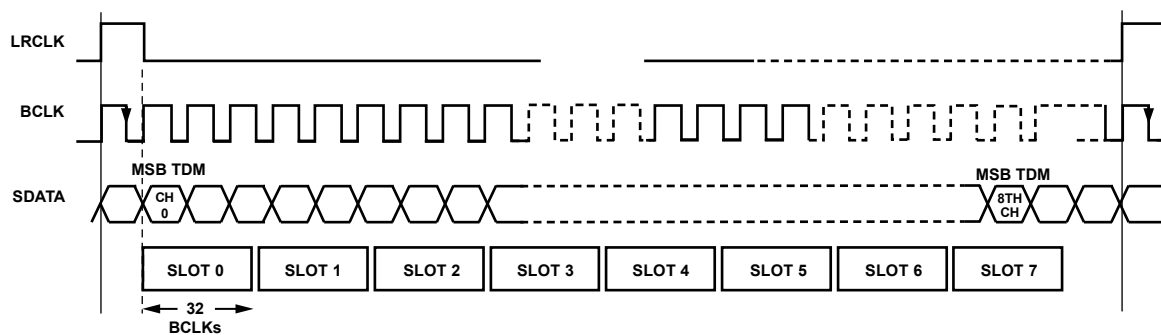 LRCLK
BCLK
MSB TDM
MSB TDM
SDATA
CH
0
8TH
CH
SLOT 0
SLOT 1
SLOT 2
SLOT 3
SLOT 4
SLOT 5
SLOT 6
SLOT 7
32
BCLKs